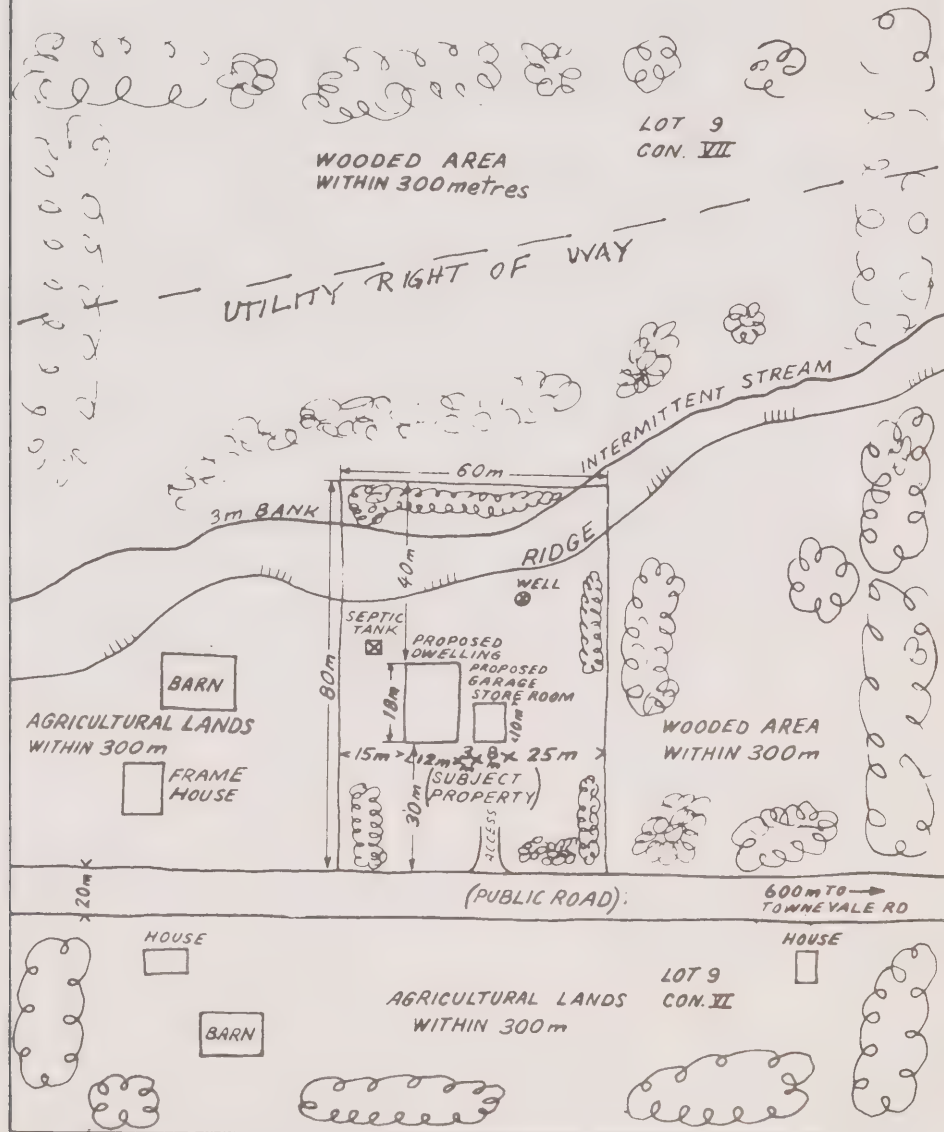 LOT 9
CON. VII
WOODED AREA
WITHIN 300 metres
UTILITY RIGHT OF WAY
INTERMITTENT STREAM
60m
3m BANK
RIDGE
40m
WELL
SEPTIC
TANK
PROPOSED
DWELLING
PROPOSED
GARAGE
STORE ROOM
80m
18m
10m
BARN
AGRICULTURAL LANDS
WITHIN 300m
FRAME
HOUSE
15m
12m
3
m
8
m
25m
(SUBJECT
PROPERTY)
30m
ACCESS
WOODED AREA
WITHIN 300m
20m
(PUBLIC ROAD)
600m TO
TOWNEVALE RD
HOUSE
HOUSE
LOT 9
CON. VI
AGRICULTURAL LANDS
WITHIN 300m
BARN